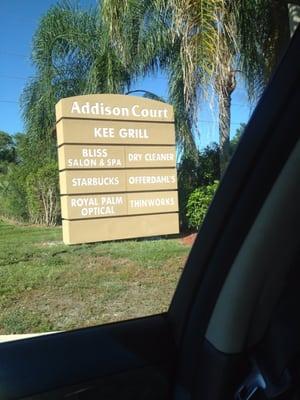 Addison Court
KEE GRILL
BLISS
SALON & SPA
DRY CLEANER
STARBUCKS
OFFERDAHL'S
ROYAL PALM
OPTICAL
THINWORKS